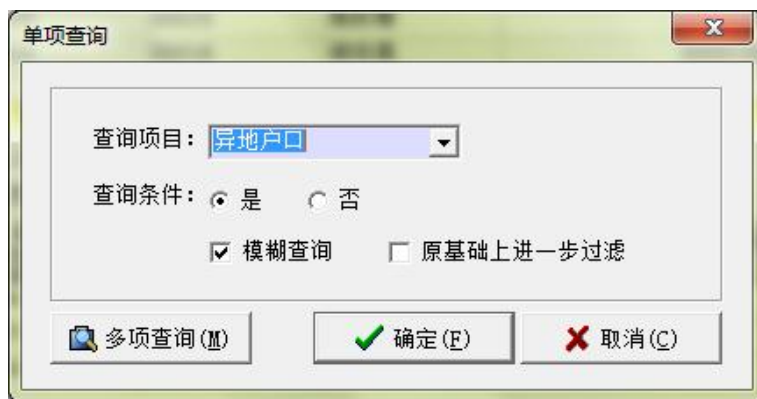 单项查询
查询项目：异地户口
查询条件：是 否
模糊查询 原基础上进一步过滤
多项查询(M) 确定(F) 取消(C)